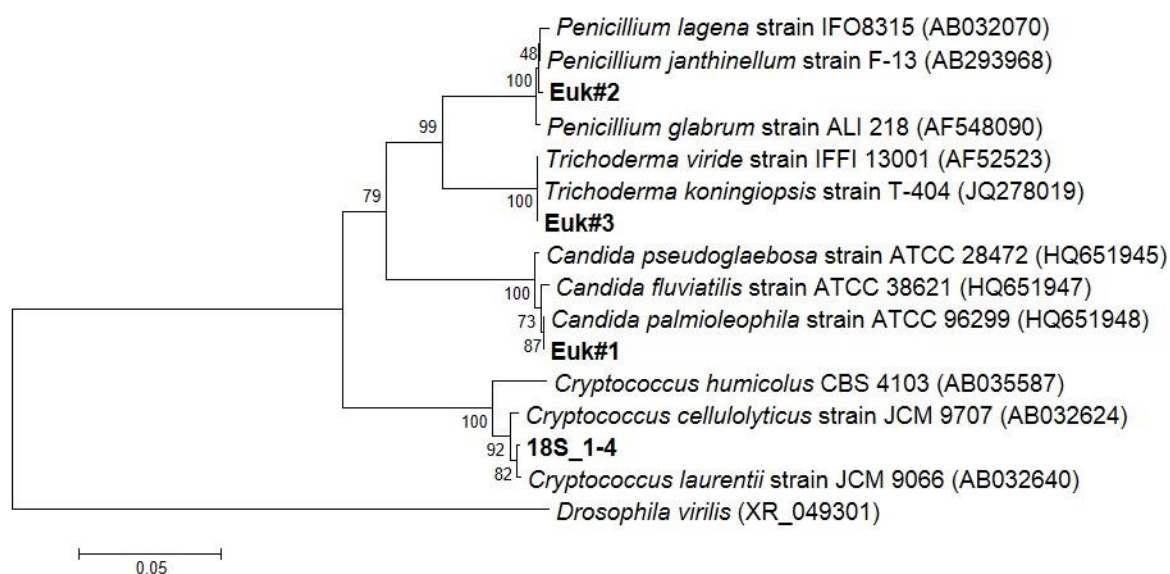 Penicillium lagena strain IFO8315 (AB032070)
48
Penicillium janthinellum strain F-13 (AB293968)
100
Euk#2
99
Penicillium glabrum strain ALI 218 (AF548090)
Trichoderma viride strain IFFI 13001 (AF52523)
79
Trichoderma koningiopsis strain T-404 (JQ278019)
100
Euk#3
Candida pseudoglaebosa strain ATCC 28472 (HQ651945)
100
Candida fluviatilis strain ATCC 38621 (HQ651947)
73
Candida palmioleophila strain ATCC 96299 (HQ651948)
87
Euk#1
Cryptococcus humicolus CBS 4103 (AB035587)
100
Cryptococcus cellulolyticus strain JCM 9707 (AB032624)
92
18S_1-4
82
Cryptococcus laurentii strain JCM 9066 (AB032640)
Drosophila virilis (XR_049301)
0.05